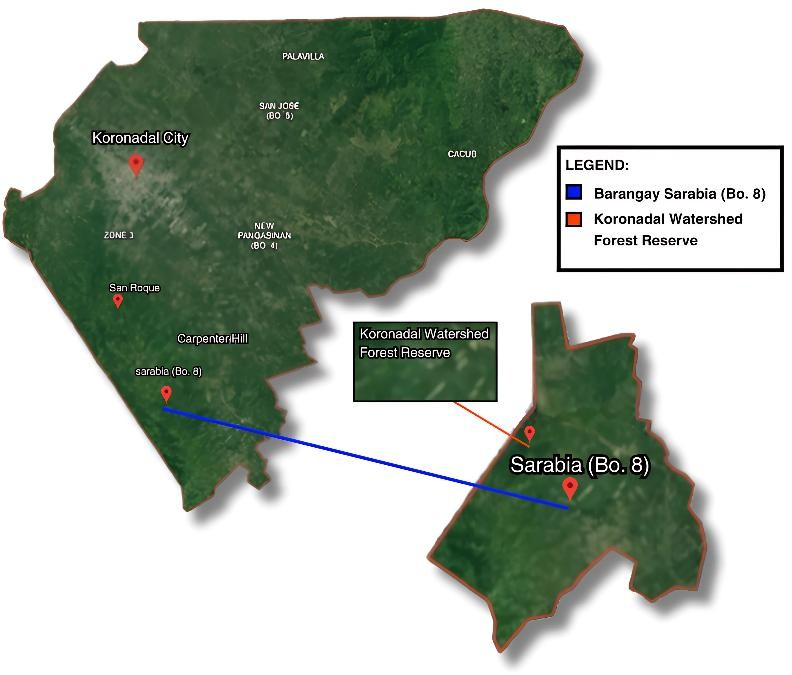 PALAVILLA
SAN JOSE
(BO 5)
Koronadal City
CACUB
LEGEND:
Barangay Sarabia (Bo. 8)
Koronadal Watershed
Forest Reserve
ZONE 3
NEW
PANGASINAN
(BO 4)
San Roque
Carpenter Hill
Koronadal Watershed
Forest Reserve
sarabia (Bo. 8)
Sarabia (Bo. 8)